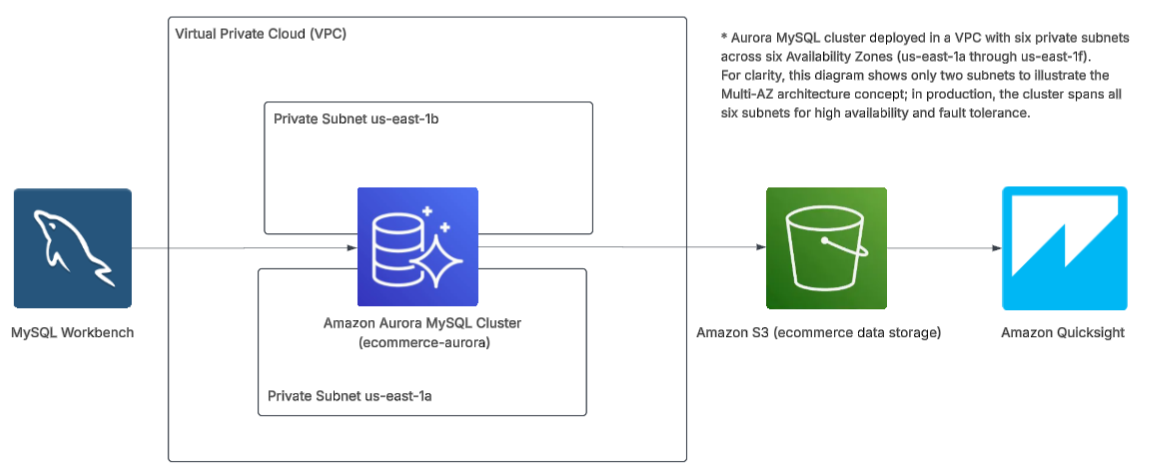 Virtual Private Cloud (VPC)
* Aurora MySQL cluster deployed in a VPC with six private subnets
across six Availability Zones (us-east-1a through us-east-1f).
For clarity, this diagram shows only two subnets to illustrate the
Multi-AZ architecture concept; in production, the cluster spans all
six subnets for high availability and fault tolerance.
Private Subnet us-east-1b
MySQL Workbench
Amazon Aurora MySQL Cluster
(ecommerce-aurora)
Private Subnet us-east-1a
Amazon S3 (ecommerce data storage)
Amazon Quicksight